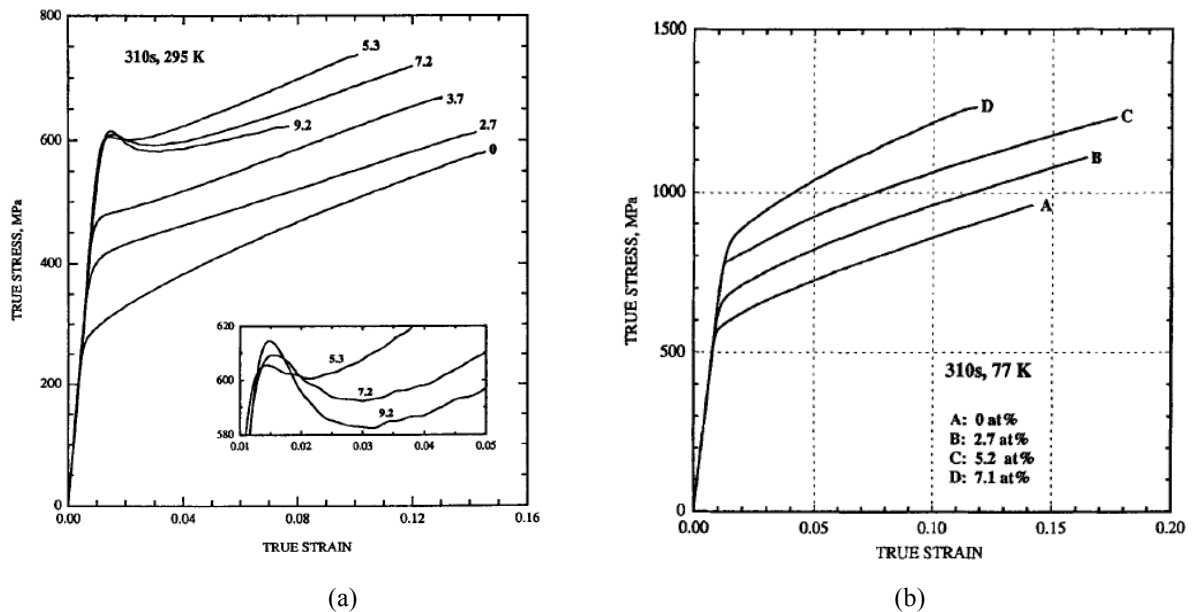 800
600
400
200
0
TRUE STRESS, MPa
310s, 295 K
5.3
7.2
3.7
9.2
2.7
0
620
600
580
5.3
7.2
9.2
0.01
0.02
0.03
0.04
0.05
0.00
0.04
0.08
0.12
0.16
TRUE STRAIN
(a)
1500
1000
500
0
TRUE STRESS, MPa
D
C
B
A
310s, 77 K
A: 0 at%
B: 2.7 at%
C: 5.2 at%
D: 7.1 at%
0.00
0.05
0.10
0.15
0.20
TRUE STRAIN
(b)